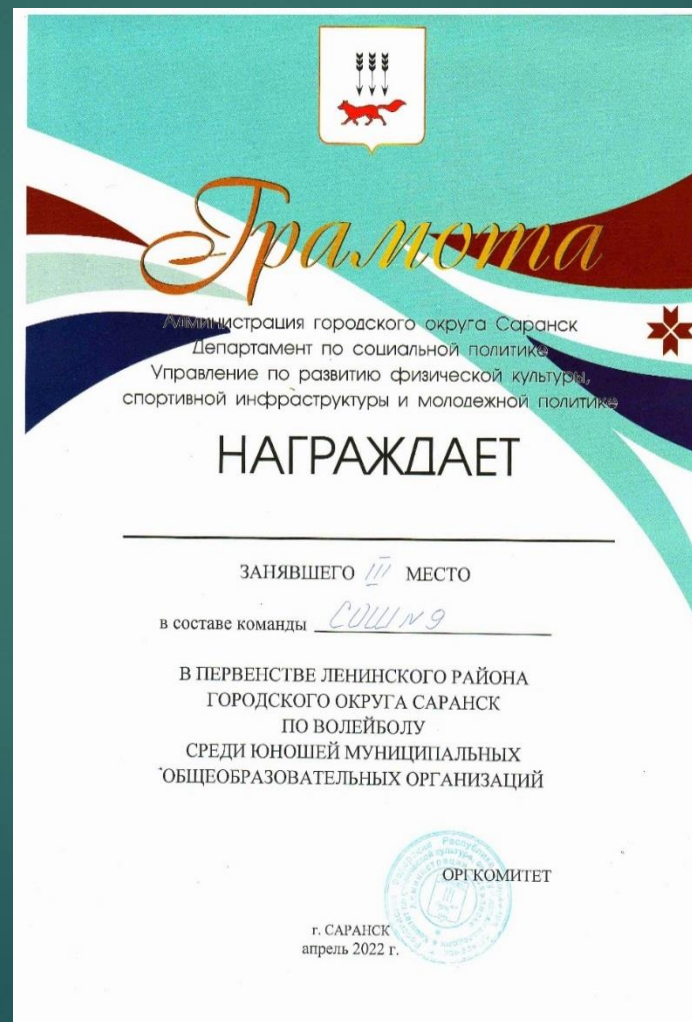 Грамота
Администрация городского округа Саранск
Департамент по социальной политике
Управление по развитию физической культуры,
спортивной инфраструктуры и молодежной политике
НАГРАЖДАЕТ
ЗАНЯВШЕГО III МЕСТО
в составе команды СОШ №9
В ПЕРВЕНСТВЕ ЛЕНИНСКОГО РАЙОНА
ГОРОДСКОГО ОКРУГА САРАНСК
ПО ВОЛЕЙБОЛУ
СРЕДИ ЮНОШЕЙ МУНИЦИПАЛЬНЫХ
ОБЩЕОБРАЗОВАТЕЛЬНЫХ ОРГАНИЗАЦИЙ
ОРГКОМИТЕТ
г. САРАНСК
апрель 2022 г.